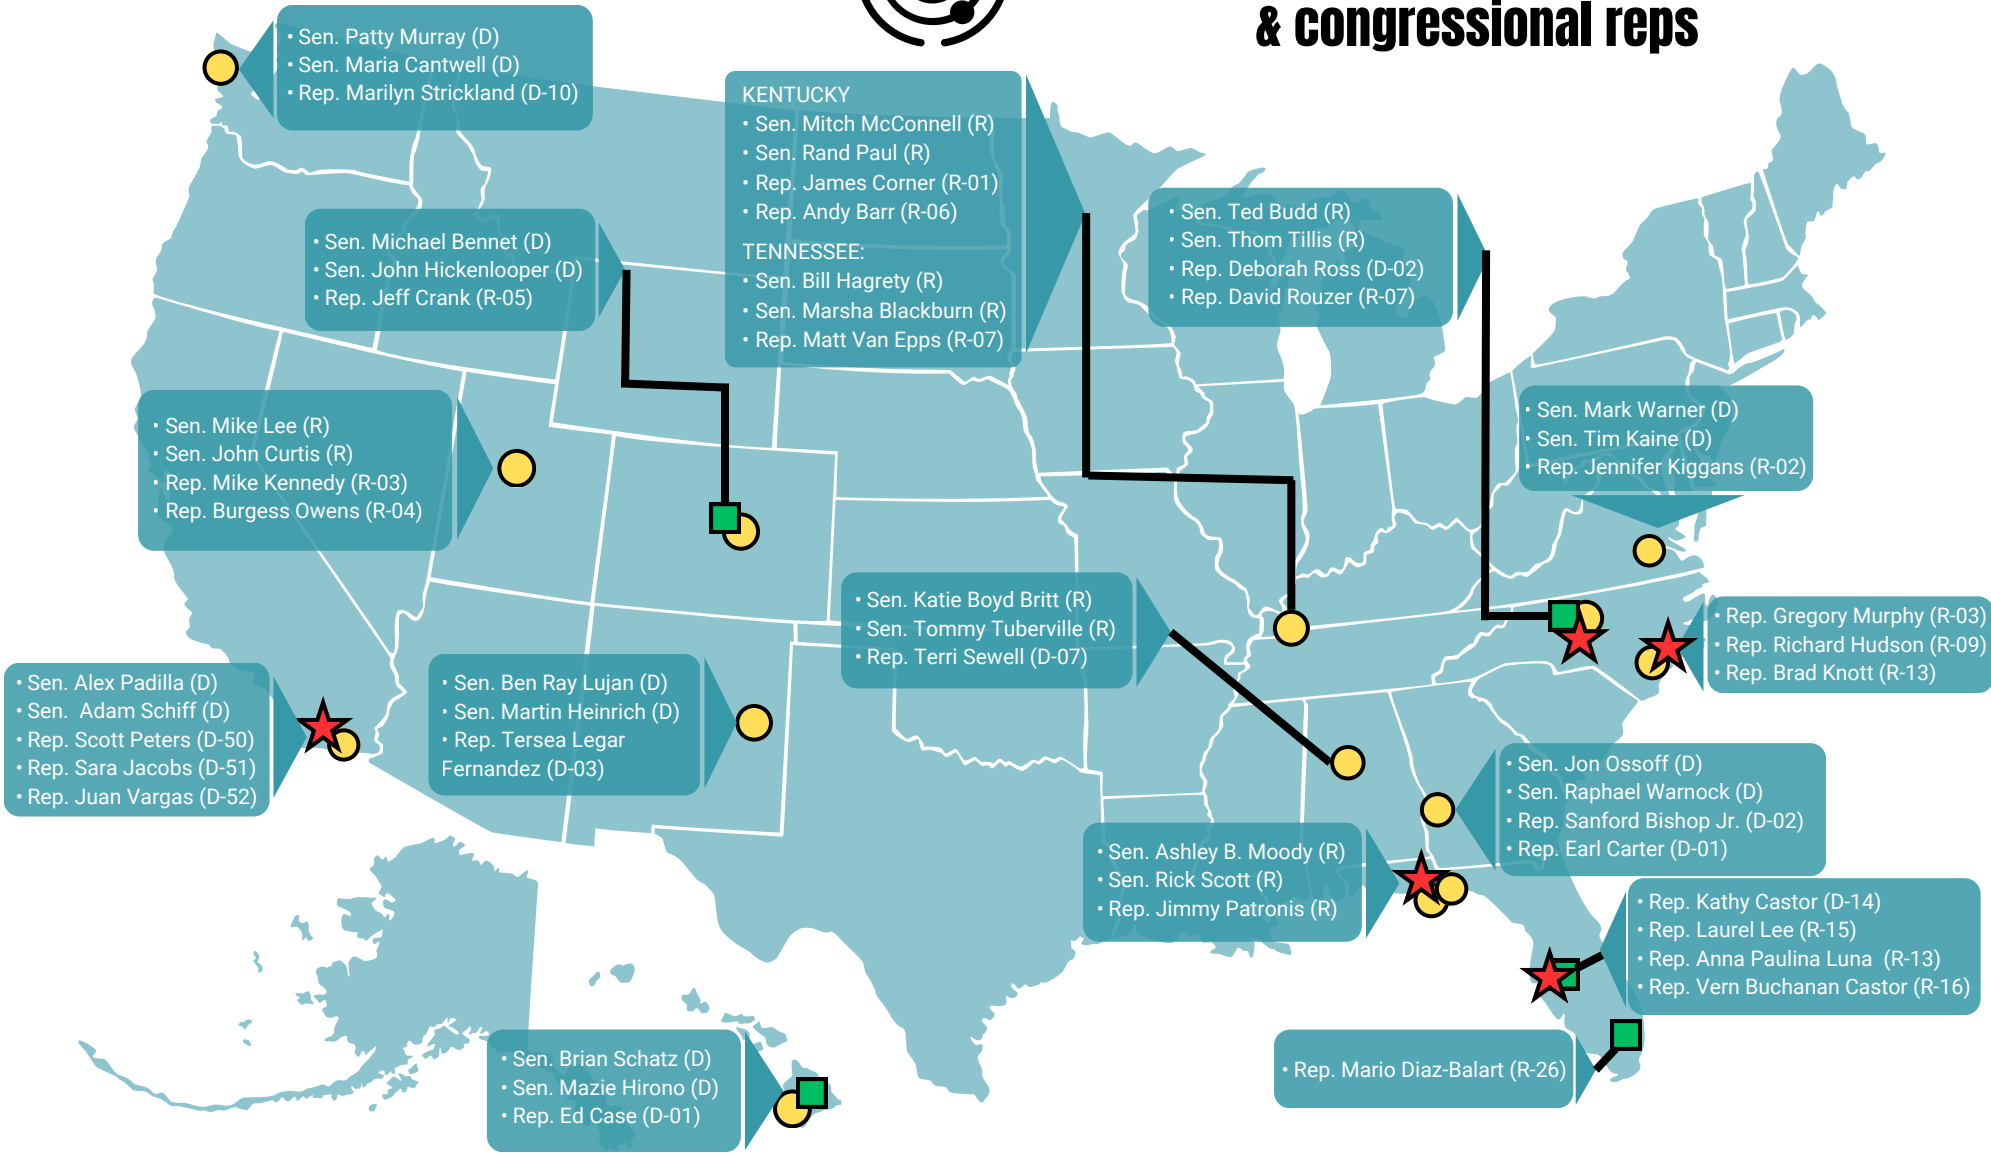 & congressional reps
• Sen. Patty Murray (D)
• Sen. Maria Cantwell (D)
• Rep. Marilyn Strickland (D-10)
KENTUCKY
• Sen. Mitch McConnell (R)
• Sen. Rand Paul (R)
• Rep. James Corner (R-01)
• Rep. Andy Barr (R-06)
TENNESSEE:
• Sen. Bill Hagrety (R)
• Sen. Marsha Blackburn (R)
• Rep. Matt Van Epps (R-07)
• Sen. Ted Budd (R)
• Sen. Thom Tillis (R)
• Rep. Deborah Ross (D-02)
• Rep. David Rouzer (R-07)
• Sen. Michael Bennet (D)
• Sen. John Hickenlooper (D)
• Rep. Jeff Crank (R-05)
• Sen. Mike Lee (R)
• Sen. John Curtis (R)
• Rep. Mike Kennedy (R-03)
• Rep. Burgess Owens (R-04)
• Sen. Mark Warner (D)
• Sen. Tim Kaine (D)
• Rep. Jennifer Kiggans (R-02)
• Sen. Katie Boyd Britt (R)
• Sen. Tommy Tuberville (R)
• Rep. Terri Sewell (D-07)
• Rep. Gregory Murphy (R-03)
• Rep. Richard Hudson (R-09)
• Rep. Brad Knott (R-13)
• Sen. Alex Padilla (D)
• Sen. Adam Schiff (D)
• Rep. Scott Peters (D-50)
• Rep. Sara Jacobs (D-51)
• Rep. Juan Vargas (D-52)
• Sen. Ben Ray Lujan (D)
• Sen. Martin Heinrich (D)
• Rep. Tersea Legar
Fernandez (D-03)
• Sen. Jon Ossoff (D)
• Sen. Raphael Warnock (D)
• Rep. Sanford Bishop Jr. (D-02)
• Rep. Earl Carter (D-01)
• Sen. Ashley B. Moody (R)
• Sen. Rick Scott (R)
• Rep. Jimmy Patronis (R)
• Rep. Kathy Castor (D-14)
• Rep. Laurel Lee (R-15)
• Rep. Anna Paulina Luna (R-13)
• Rep. Vern Buchanan Castor (R-16)
• Rep. Mario Diaz-Balart (R-26)
• Sen. Brian Schatz (D)
• Sen. Mazie Hirono (D)
• Rep. Ed Case (D-01)